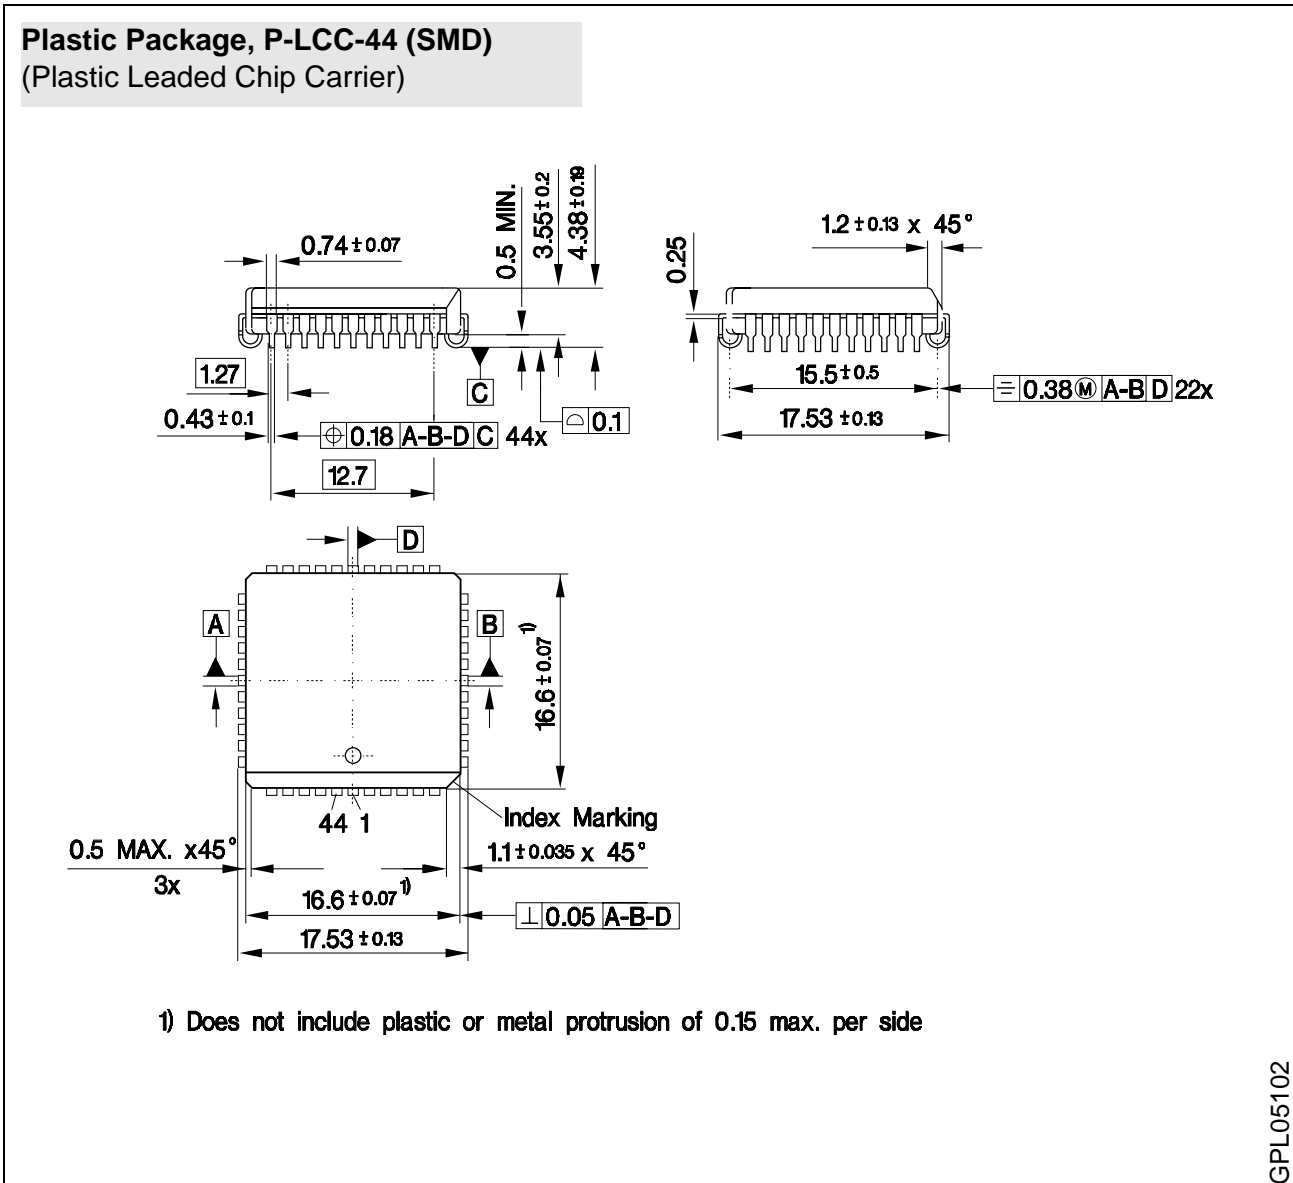 Plastic Package, P-LCC-44 (SMD)
(Plastic Leaded Chip Carrier)
0.74 ± 0.07
0.5 MIN.
3.55 ± 0.2
4.38 ± 0.19
1.27
0.43 ± 0.1
C
⌓ 0.1
⌖ 0.18 A-B-D C 44x
12.7
0.25
1.2 ± 0.13 x 45°
15.5 ± 0.5
⌯ 0.38 Ⓜ A-B D 22x
17.53 ± 0.13
D
A
B
16.6 ± 0.07 1)
44 1
Index Marking
0.5 MAX. x45°
3x
1.1 ± 0.035 x 45°
16.6 ± 0.07 1)
⊥ 0.05 A-B-D
17.53 ± 0.13
1) Does not include plastic or metal protrusion of 0.15 max. per side
GPL05102